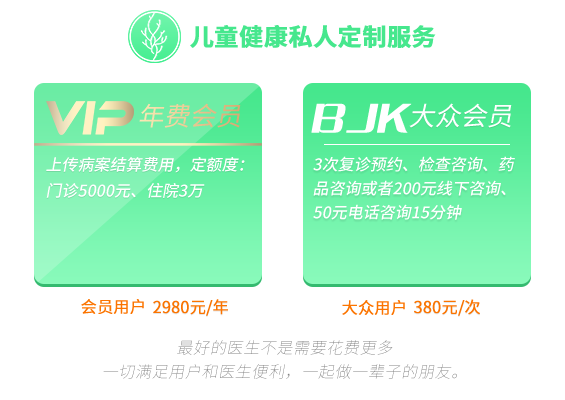 儿童健康私人定制服务
VIP年费会员
上传病案结算费用，定额度：
门诊5000元、住院3万
BJK大众会员
3次复诊预约、检查咨询、药
品咨询或者200元线下咨询、
50元电话咨询15分钟
会员用户 2980元/年
大众用户 380元/次
最好的医生不是需要花费更多
一切满足用户和医生便利，一起做一辈子的朋友。